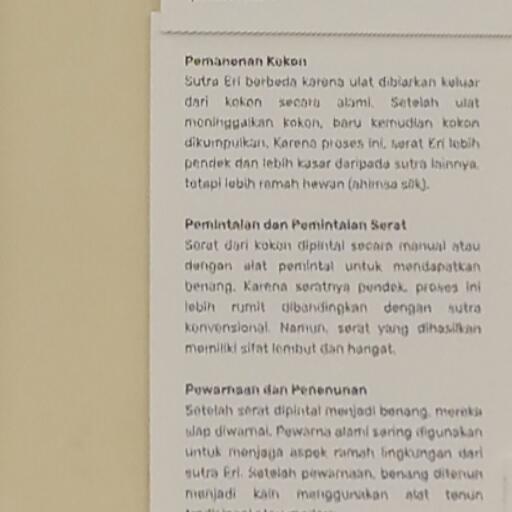 Pemanenan Kokon
Sutra Eri berbeda karena ulat dibiarkan keluar
dari kokon secara alami. Setelah ulat
meninggalkan kokon, baru kemudian kokon
dikumpulkan. Karena proses ini, serat Eri lebih
pendek dan lebih kasar daripada sutra lainnya,
tetapi lebih ramah hewan (ahimsa silk).
Pemintalan dan Pemintalan Serat
Serat dari kokon dipintal secara manual atau
dengan alat pemintal untuk mendapatkan
benang. Karena seratnya pendek, proses ini
lebih rumit dibandingkan dengan sutra
konvensional. Namun, serat yang dihasilkan
memiliki sifat lembut dan hangat.
Pewarnaan dan Penenunan
Setelah serat dipintal menjadi benang, mereka
siap diwarnai. Pewarna alami sering digunakan
untuk menjaga aspek ramah lingkungan dari
sutra Eri. Setelah pewarnaan, benang ditenun
menjadi kain menggunakan alat tenun